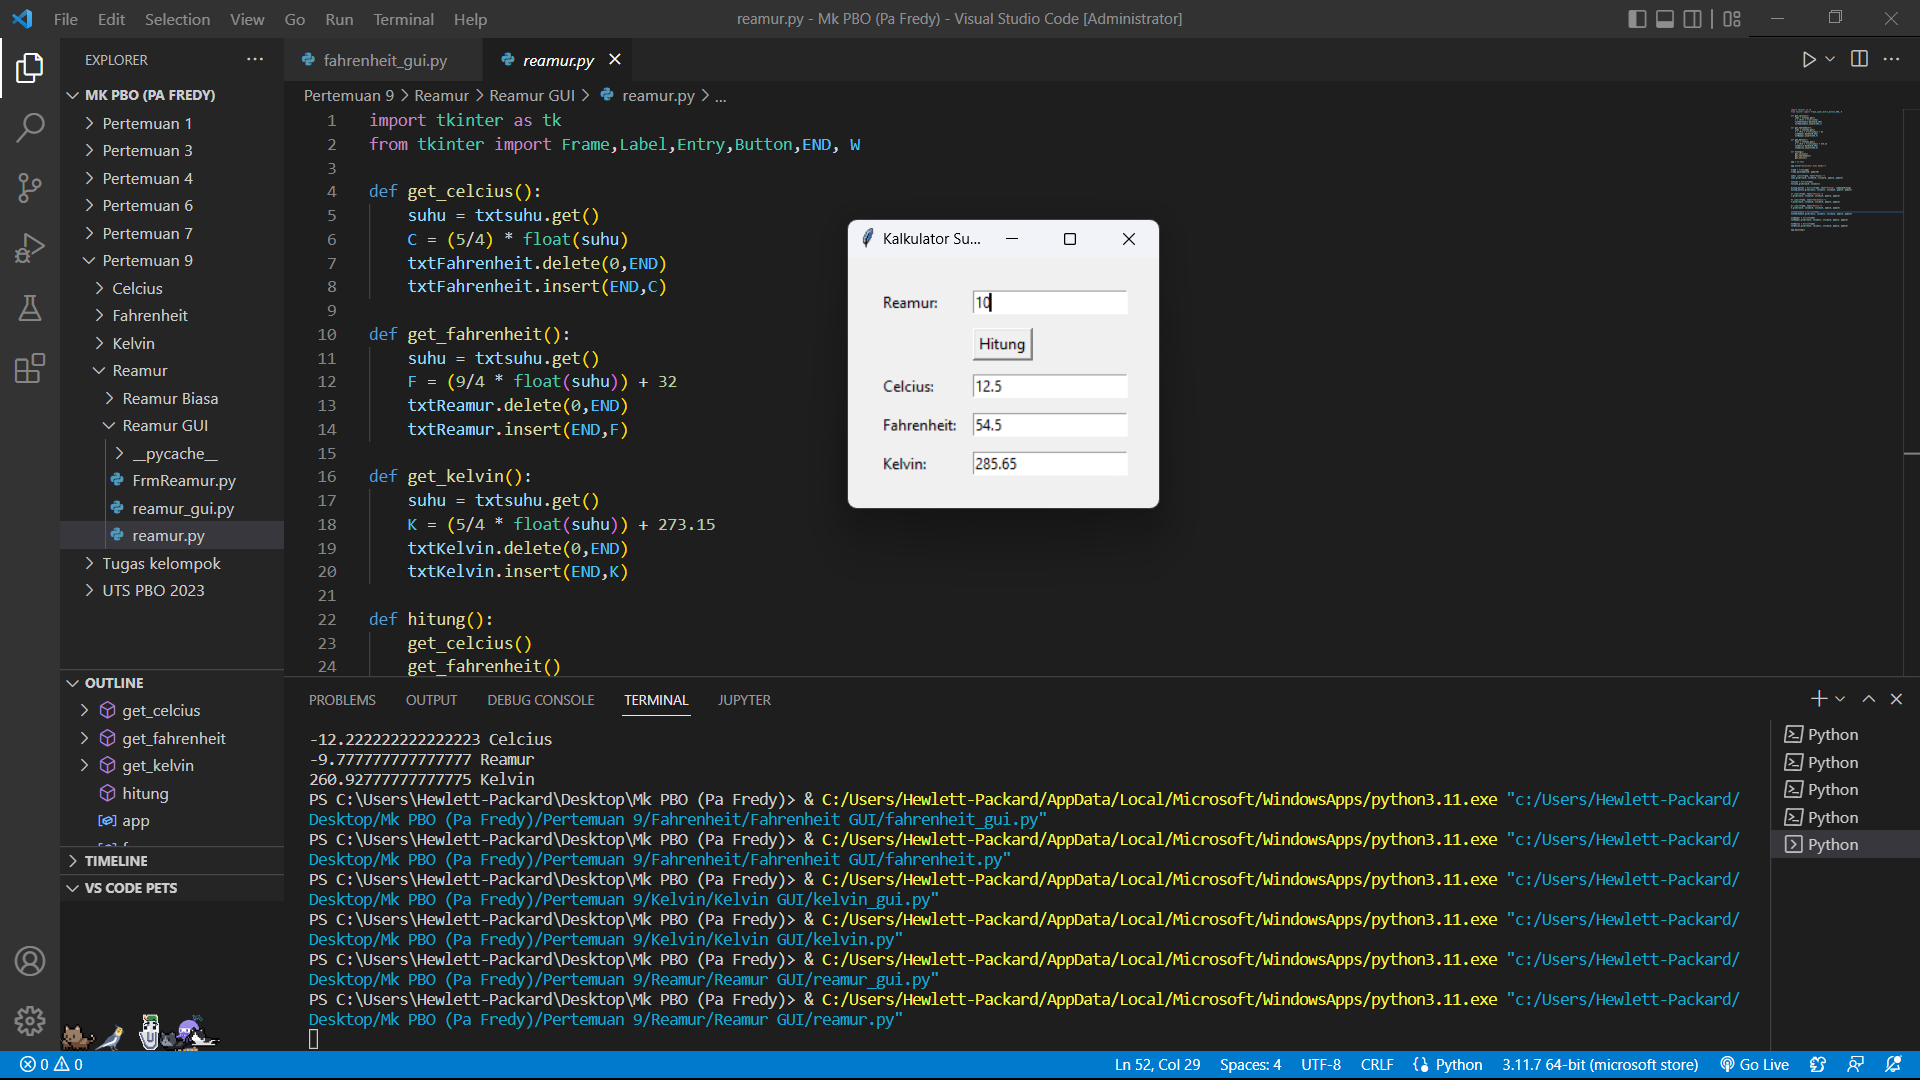 File Edit Selection View Go Run Terminal Help
reamur.py - Mk PBO (Pa Fredy) - Visual Studio Code [Administrator]
EXPLORER
MK PBO (PA FREDY)
Pertemuan 1
Pertemuan 3
Pertemuan 4
Pertemuan 6
Pertemuan 7
Pertemuan 9
Celcius
Fahrenheit
Kelvin
Reamur
Reamur Biasa
Reamur GUI
__pycache__
FrmReamur.py
reamur_gui.py
reamur.py
Tugas kelompok
UTS PBO 2023
OUTLINE
get_celcius
get_fahrenheit
get_kelvin
hitung
app
TIMELINE
VS CODE PETS
fahrenheit_gui.py
reamur.py
Pertemuan 9 > Reamur > Reamur GUI > reamur.py > ...
1 import tkinter as tk
2 from tkinter import Frame,Label,Entry,Button,END, W
3
4 def get_celcius():
5 suhu = txtsuhu.get()
6 C = (5/4) * float(suhu)
7 txtFahrenheit.delete(0,END)
8 txtFahrenheit.insert(END,C)
9
10 def get_fahrenheit():
11 suhu = txtsuhu.get()
12 F = (9/4 * float(suhu)) + 32
13 txtReamur.delete(0,END)
14 txtReamur.insert(END,F)
15
16 def get_kelvin():
17 suhu = txtsuhu.get()
18 K = (5/4 * float(suhu)) + 273.15
19 txtKelvin.delete(0,END)
20 txtKelvin.insert(END,K)
21
22 def hitung():
23 get_celcius()
24 get_fahrenheit()
Kalkulator Su...
Reamur: 10
Hitung
Celcius: 12.5
Fahrenheit: 54.5
Kelvin: 285.65
PROBLEMS OUTPUT DEBUG CONSOLE TERMINAL JUPYTER
-12.222222222222223 Celcius
-9.777777777777777 Reamur
260.92777777777775 Kelvin
PS C:\Users\Hewlett-Packard\Desktop\Mk PBO (Pa Fredy)> & C:/Users/Hewlett-Packard/AppData/Local/Microsoft/WindowsApps/python3.11.exe "c:/Users/Hewlett-Packard/
Desktop/Mk PBO (Pa Fredy)/Pertemuan 9/Fahrenheit/Fahrenheit GUI/fahrenheit_gui.py"
PS C:\Users\Hewlett-Packard\Desktop\Mk PBO (Pa Fredy)> & C:/Users/Hewlett-Packard/AppData/Local/Microsoft/WindowsApps/python3.11.exe "c:/Users/Hewlett-Packard/
Desktop/Mk PBO (Pa Fredy)/Pertemuan 9/Fahrenheit/Fahrenheit GUI/fahrenheit.py"
PS C:\Users\Hewlett-Packard\Desktop\Mk PBO (Pa Fredy)> & C:/Users/Hewlett-Packard/AppData/Local/Microsoft/WindowsApps/python3.11.exe "c:/Users/Hewlett-Packard/
Desktop/Mk PBO (Pa Fredy)/Pertemuan 9/Kelvin/Kelvin GUI/kelvin_gui.py"
PS C:\Users\Hewlett-Packard\Desktop\Mk PBO (Pa Fredy)> & C:/Users/Hewlett-Packard/AppData/Local/Microsoft/WindowsApps/python3.11.exe "c:/Users/Hewlett-Packard/
Desktop/Mk PBO (Pa Fredy)/Pertemuan 9/Kelvin/Kelvin GUI/kelvin.py"
PS C:\Users\Hewlett-Packard\Desktop\Mk PBO (Pa Fredy)> & C:/Users/Hewlett-Packard/AppData/Local/Microsoft/WindowsApps/python3.11.exe "c:/Users/Hewlett-Packard/
Desktop/Mk PBO (Pa Fredy)/Pertemuan 9/Reamur/Reamur GUI/reamur_gui.py"
PS C:\Users\Hewlett-Packard\Desktop\Mk PBO (Pa Fredy)> & C:/Users/Hewlett-Packard/AppData/Local/Microsoft/WindowsApps/python3.11.exe "c:/Users/Hewlett-Packard/
Desktop/Mk PBO (Pa Fredy)/Pertemuan 9/Reamur/Reamur GUI/reamur.py"
Python
Python
Python
Python
Python
0 0
Ln 52, Col 29 Spaces: 4 UTF-8 CRLF Python 3.11.7 64-bit (microsoft store) Go Live